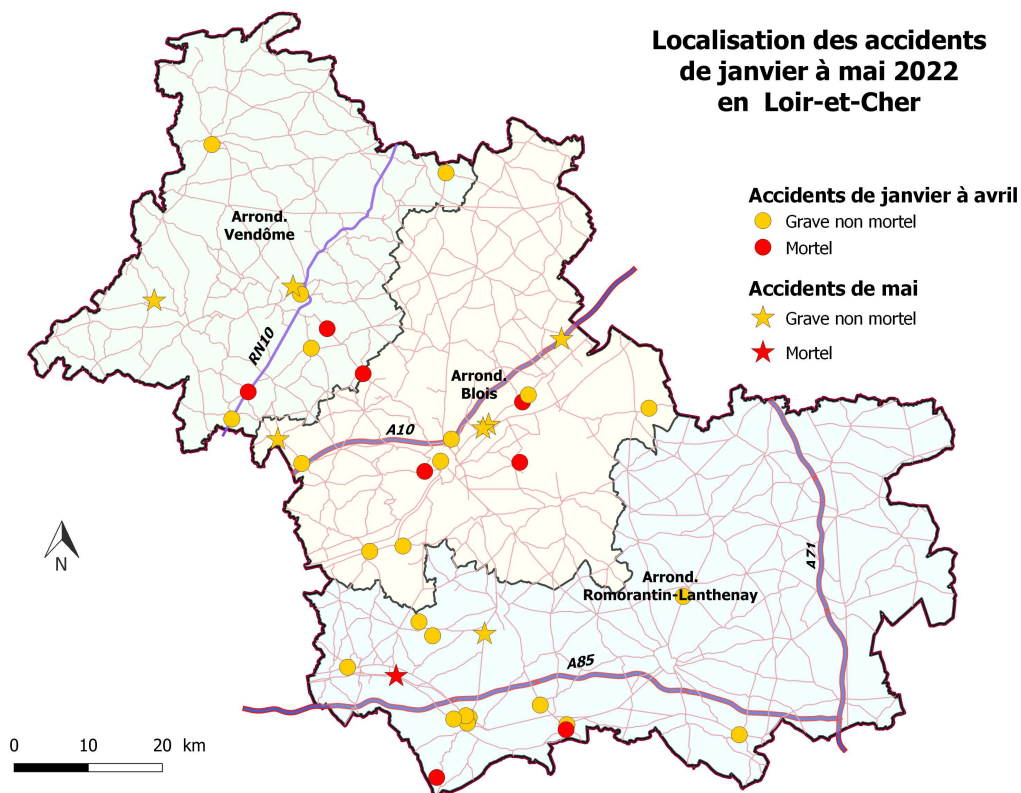 Localisation des accidents
de janvier à mai 2022
en Loir-et-Cher
Accidents de janvier à avril
Grave non mortel
Mortel
Accidents de mai
Grave non mortel
Mortel
Arrond.
Vendôme
RN10
Arrond.
Blois
A10
A71
Arrond.
Romorantin-Lanthenay
A85
N
0 10 20 km